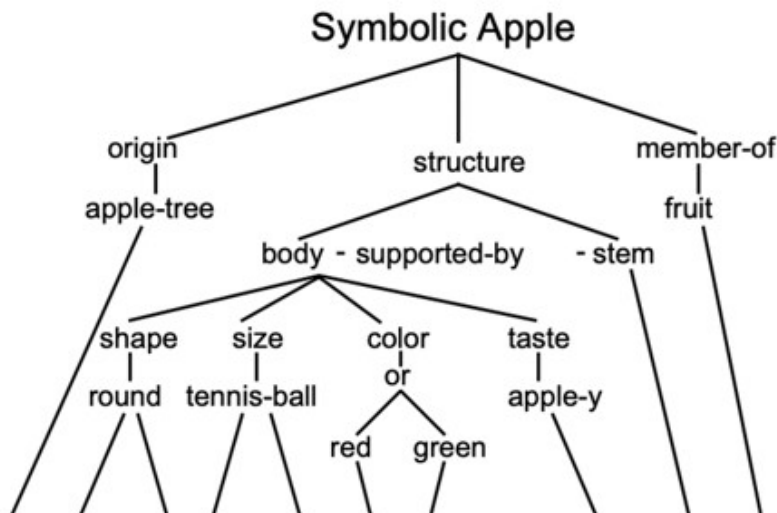 Symbolic Apple
origin structure member-of
apple-tree fruit
body - supported-by - stem
shape size color taste
or
round tennis-ball apple-y
red green